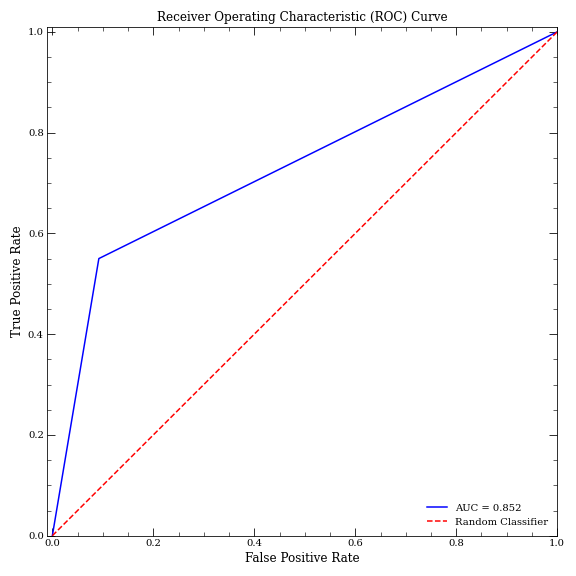 Receiver Operating Characteristic (ROC) Curve
1.0
0.8
0.6
0.4
0.2
0.0
True Positive Rate
AUC = 0.852
Random Classifier
0.0 0.2 0.4 0.6 0.8 1.0
False Positive Rate